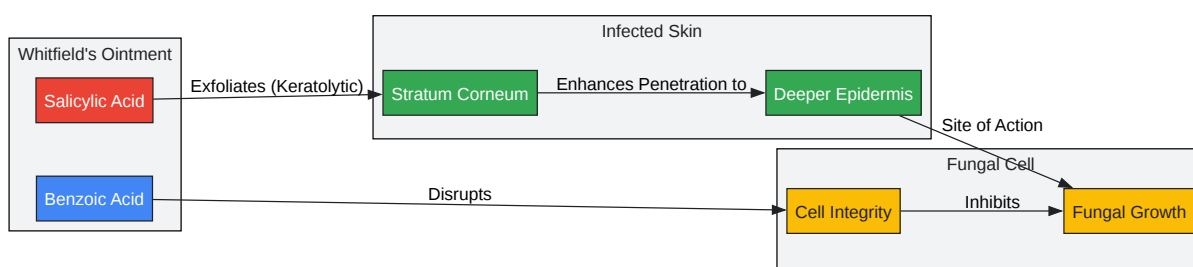 Infected Skin
Whitfield's Ointment
Salicylic Acid
Exfoliates (Keratolytic)
Stratum Corneum
Enhances Penetration to
Deeper Epidermis
Site of Action
Fungal Cell
Benzoic Acid
Disrupts
Cell Integrity
Inhibits
Fungal Growth